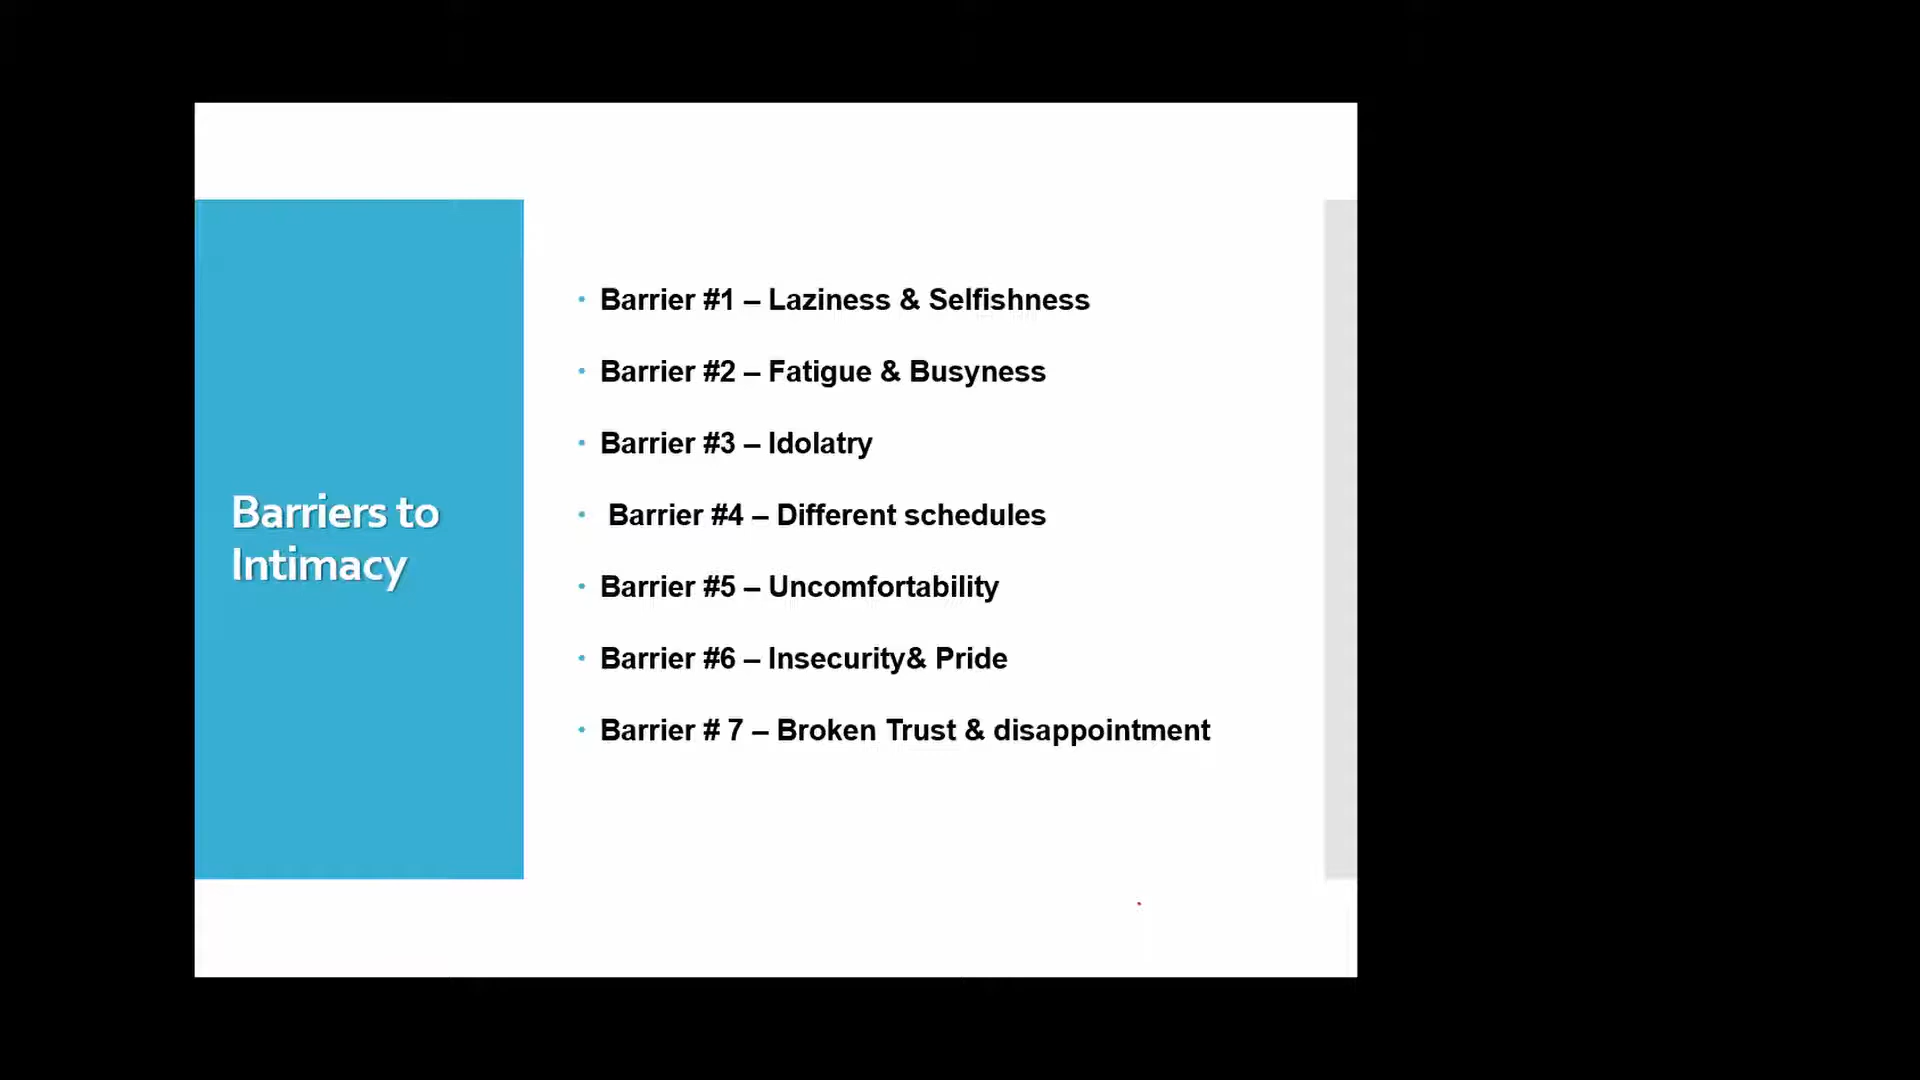 Barriers to
Intimacy
• Barrier #1 – Laziness & Selfishness
• Barrier #2 – Fatigue & Busyness
• Barrier #3 – Idolatry
• Barrier #4 – Different schedules
• Barrier #5 – Uncomfortability
• Barrier #6 – Insecurity& Pride
• Barrier # 7 – Broken Trust & disappointment